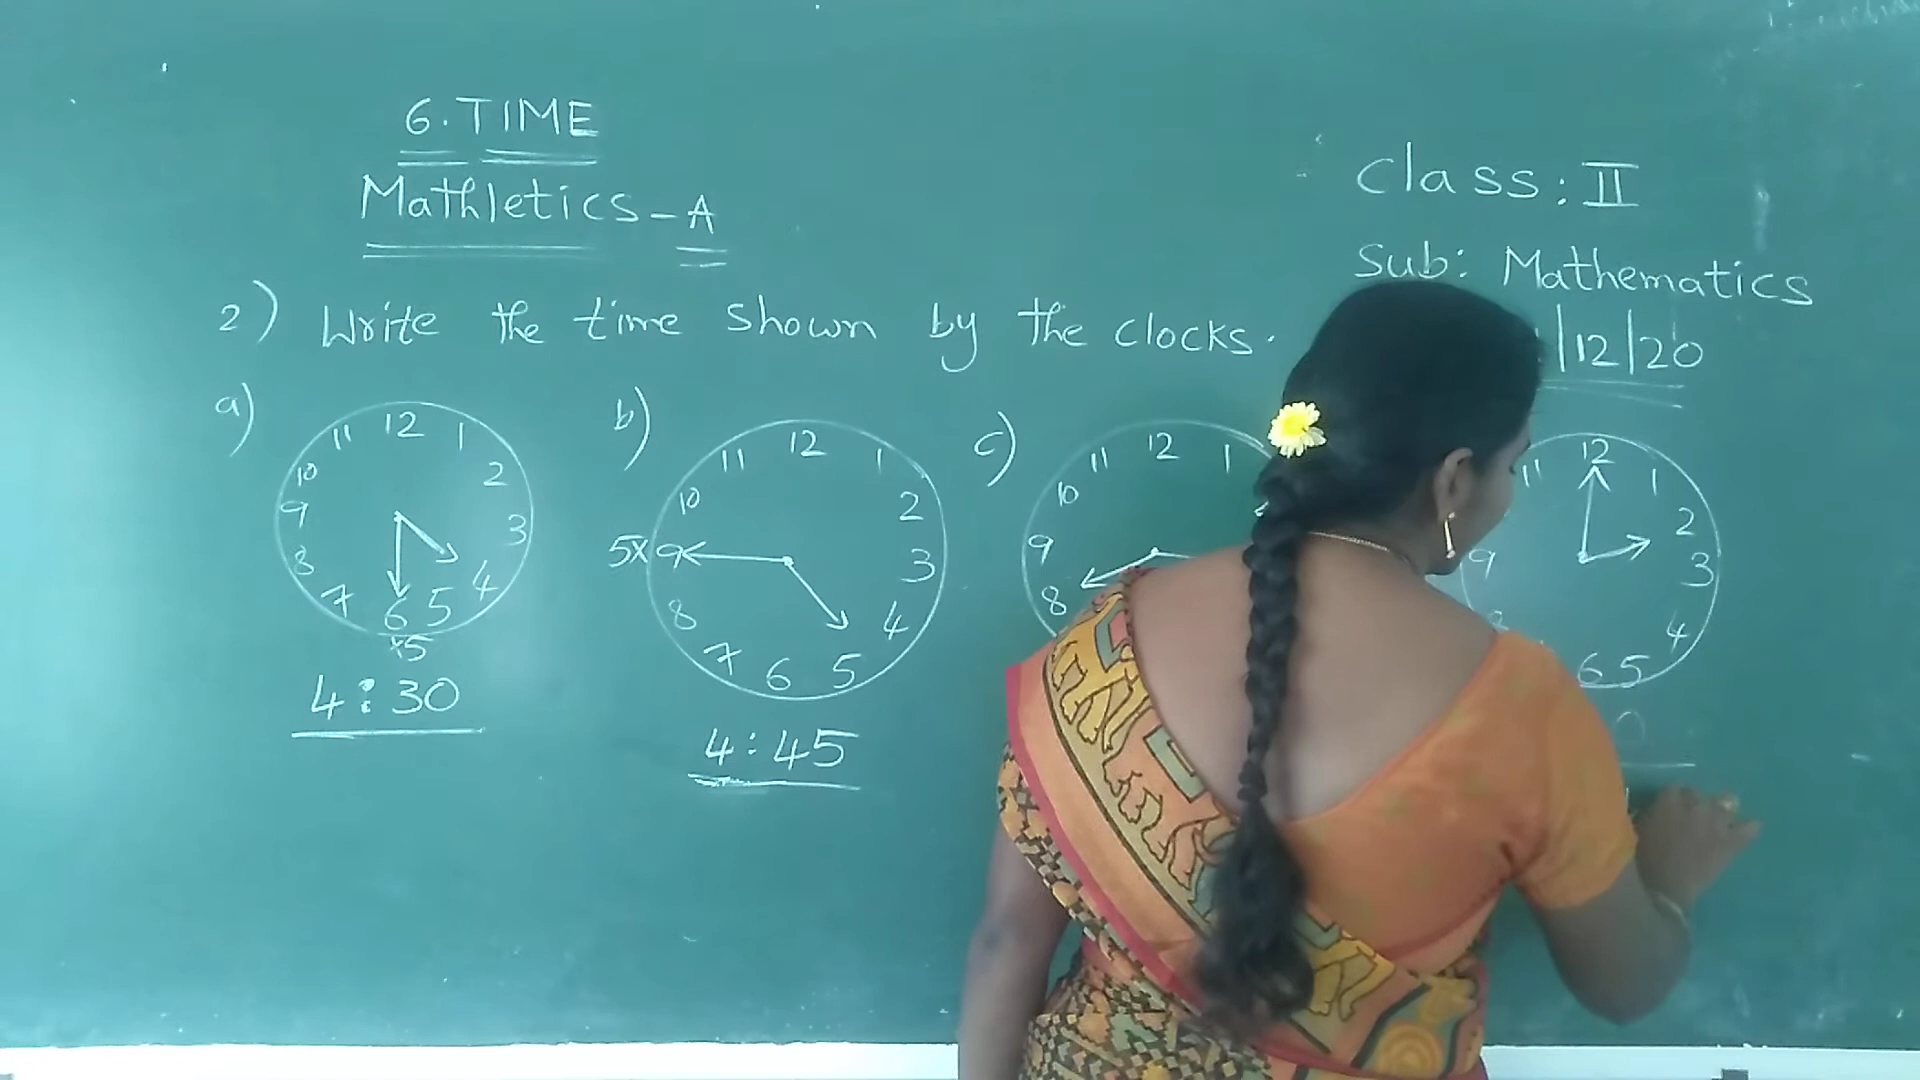 6. TIME
Mathletics - A
Class: II
Sub: Mathematics
/12/20
2) Write the time shown by the clocks.
a)
12
11 1
10 2
9 3
8 4
7 6 5
×5
4:30
b)
12
11 1
10 2
5× 9 3
8 4
7 6 5
4:45
c)
12
11 1
10
9
8
12
11 1
2
9 3
4
6 5